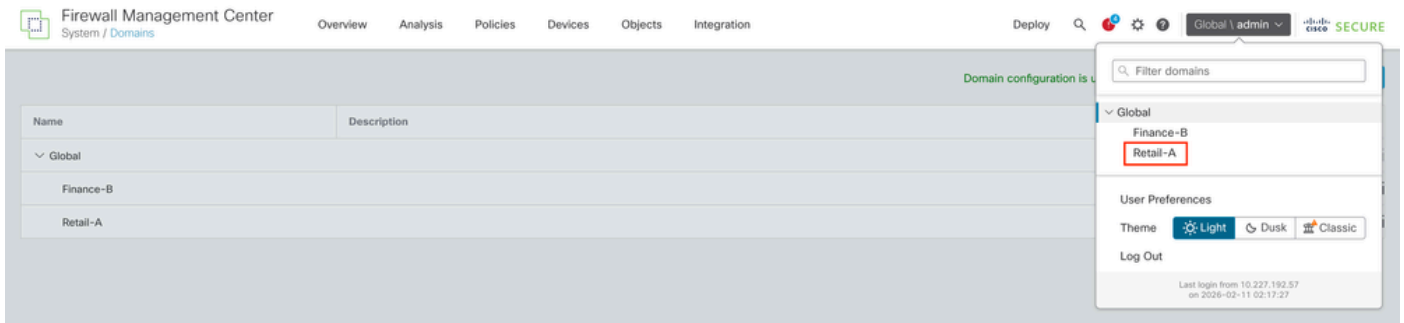 Firewall Management Center
System / Domains
Overview Analysis Policies Devices Objects Integration
Deploy
Global \ admin
cisco SECURE
Filter domains
Domain configuration is
Name Description
Global
Finance-B
Retail-A
Global
Finance-B
Retail-A
User Preferences
Theme Light Dusk Classic
Log Out
Last login from 10.227.192.57
on 2026-02-11 02:17:27